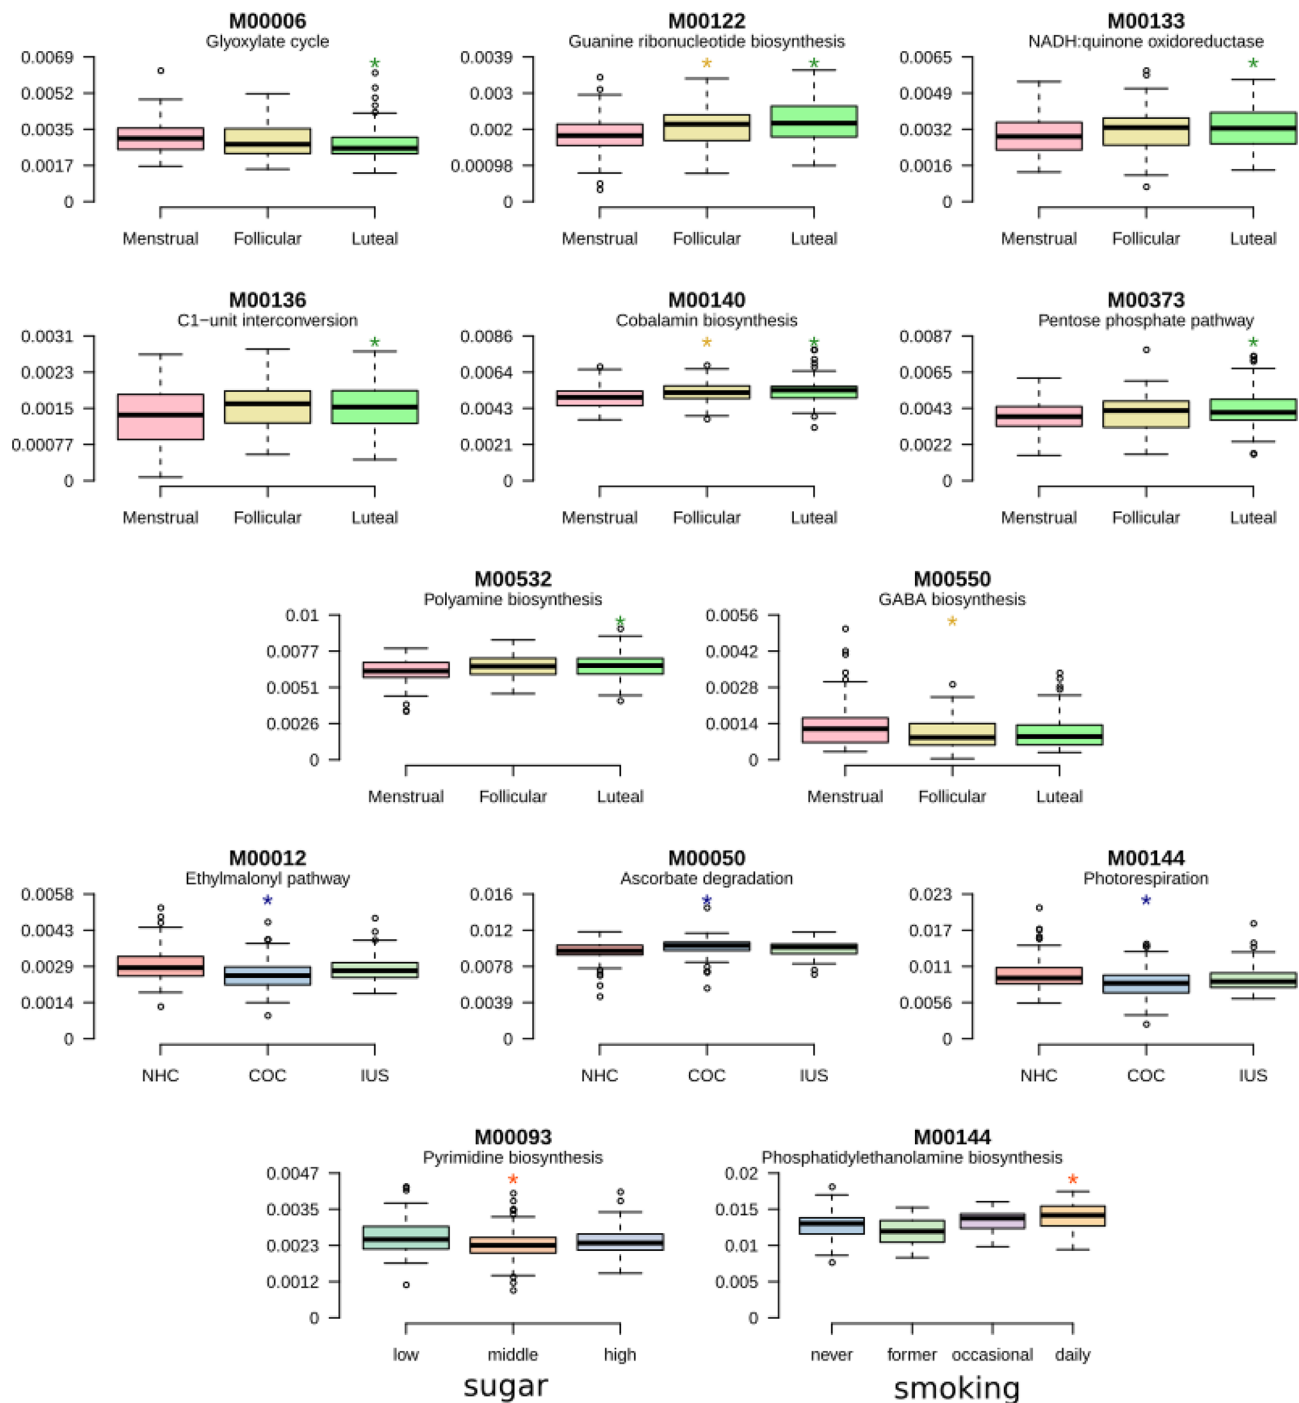 M00006 M00122 M00133
Glyoxylate cycle Guanine ribonucleotide biosynthesis NADH:quinone oxidoreductase
0.0069 0.0039 0.0065
0.0052 0.003 0.0049
0.0035 0.002 0.0032
0.0017 0.00098 0.0016
0 0 0
Menstrual Follicular Luteal Menstrual Follicular Luteal Menstrual Follicular Luteal
M00136 M00140 M00373
C1−unit interconversion Cobalamin biosynthesis Pentose phosphate pathway
0.0031 0.0086 0.0087
0.0023 0.0064 0.0065
0.0015 0.0043 0.0043
0.00077 0.0021 0.0022
0 0 0
Menstrual Follicular Luteal Menstrual Follicular Luteal Menstrual Follicular Luteal
M00532 M00550
Polyamine biosynthesis GABA biosynthesis
0.01 0.0056
0.0077 0.0042
0.0051 0.0028
0.0026 0.0014
0 0
Menstrual Follicular Luteal Menstrual Follicular Luteal
M00012 M00050 M00144
Ethylmalonyl pathway Ascorbate degradation Photorespiration
0.0058 0.016 0.023
0.0043 0.012 0.017
0.0029 0.0078 0.011
0.0014 0.0039 0.0056
0 0 0
NHC COC IUS NHC COC IUS NHC COC IUS
M00093 M00144
Pyrimidine biosynthesis Phosphatidylethanolamine biosynthesis
0.0047 0.02
0.0035 0.015
0.0023 0.01
0.0012 0.005
0 0
low middle high never former occasional daily
sugar smoking